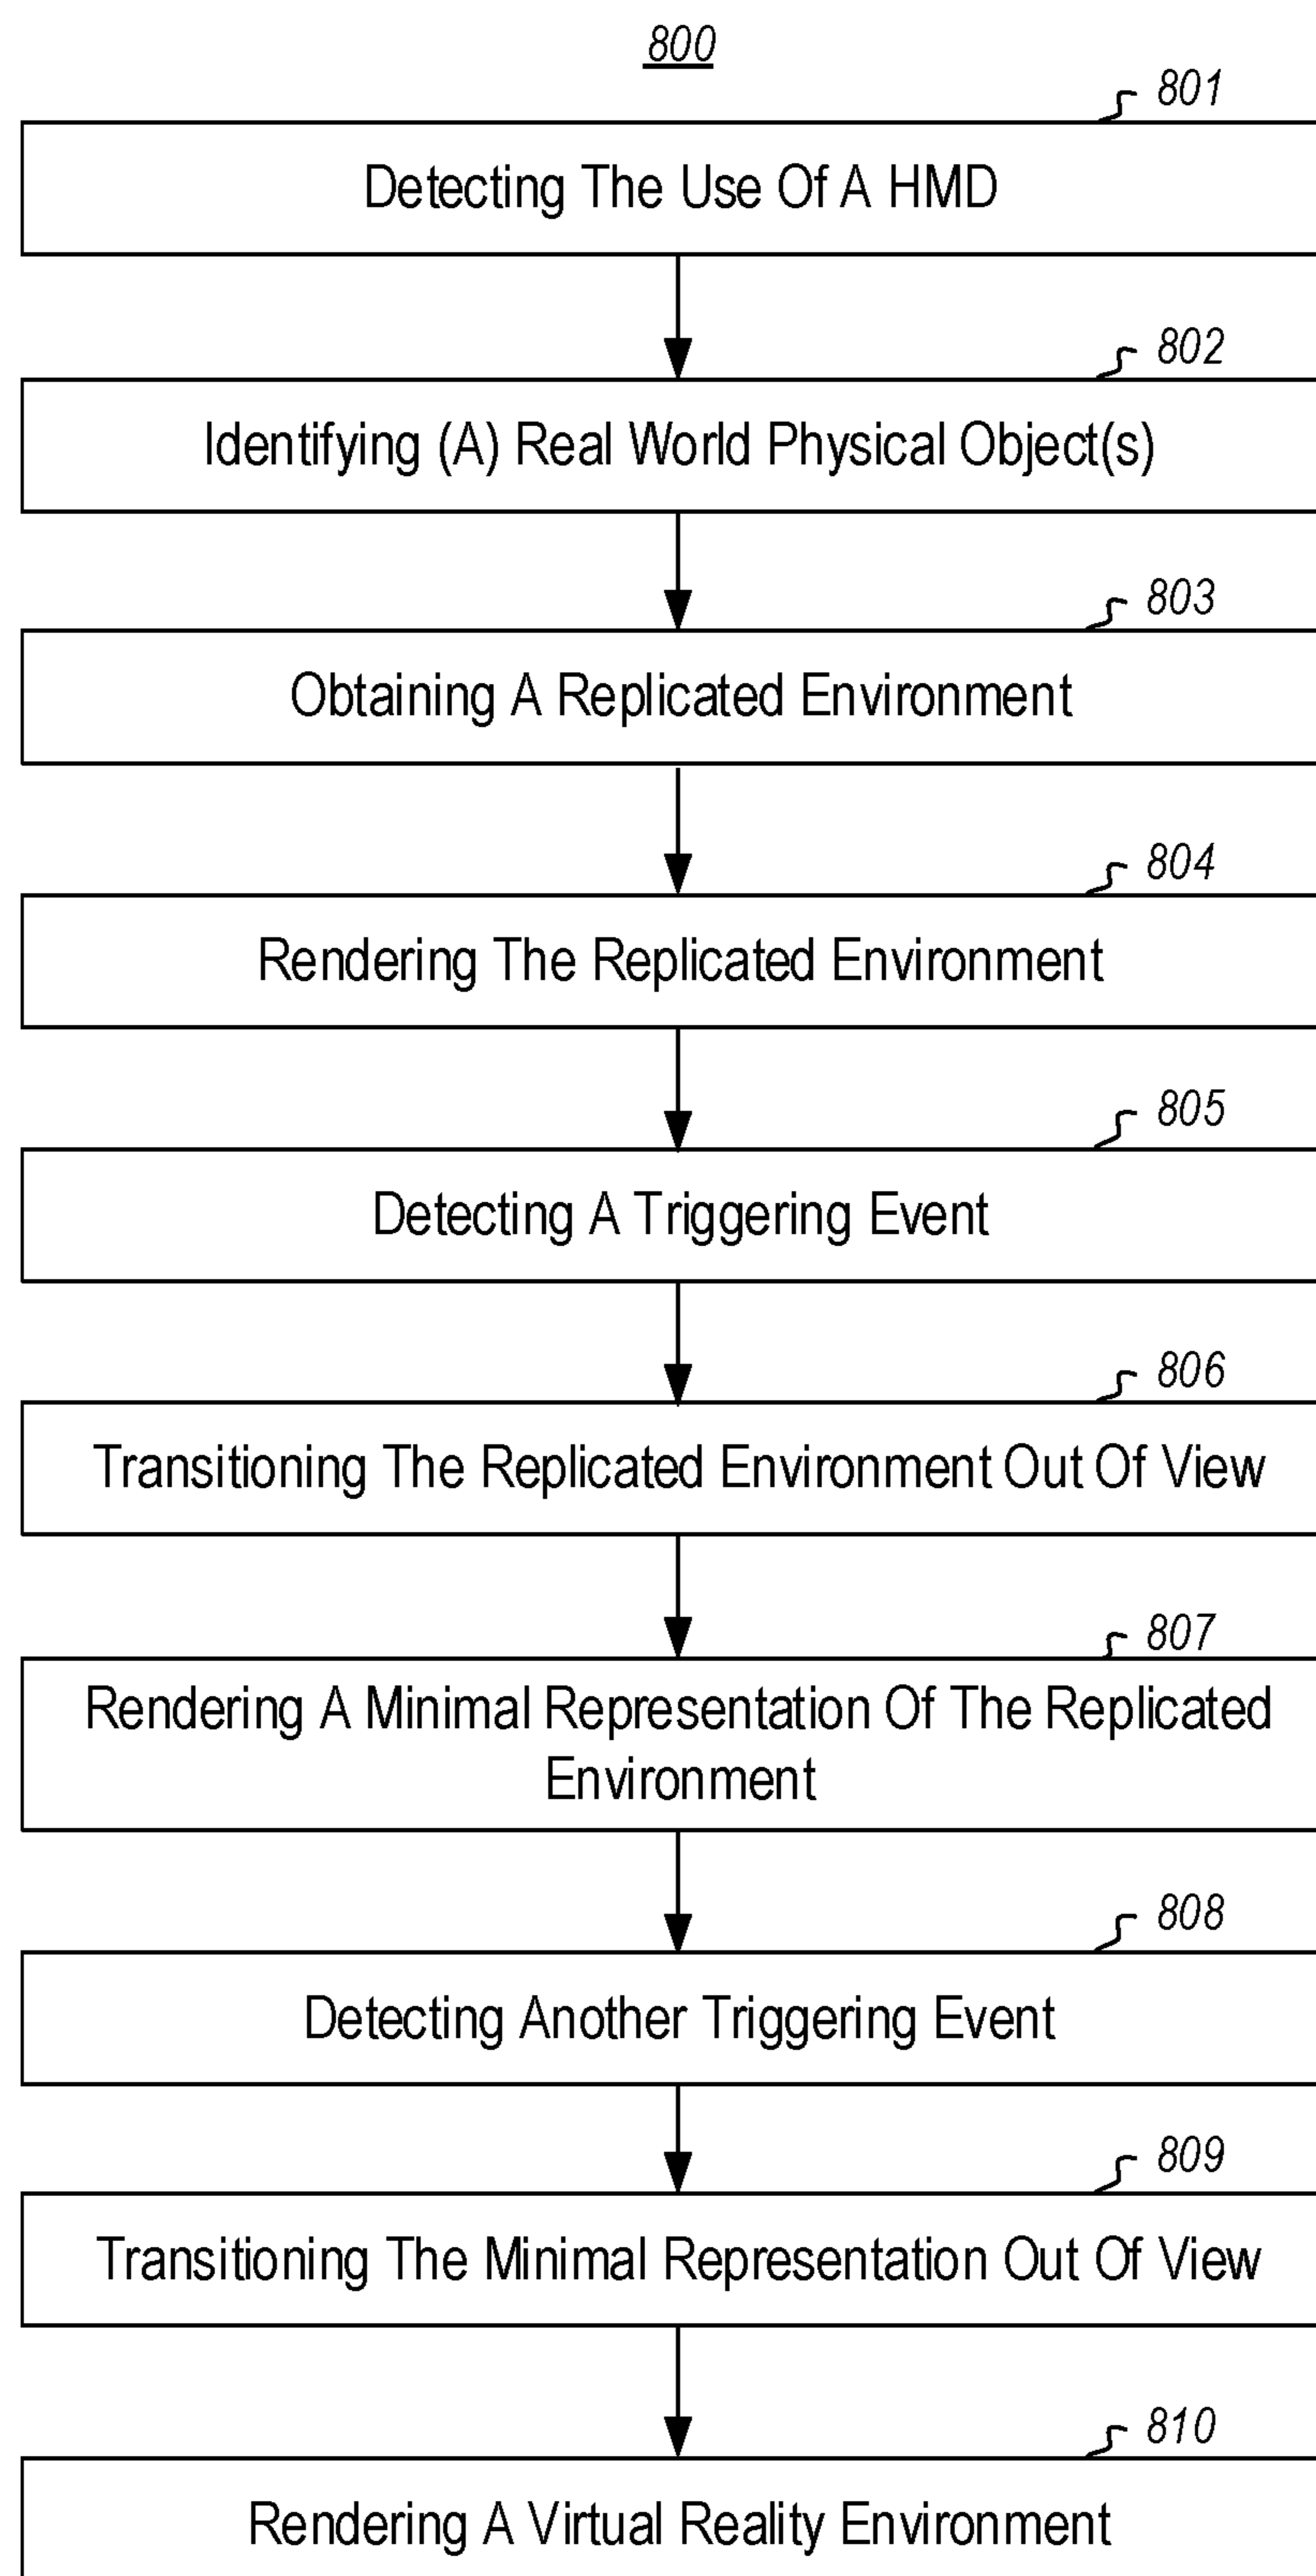 800
801
Detecting The Use Of A HMD
802
Identifying (A) Real World Physical Object(s)
803
Obtaining A Replicated Environment
804
Rendering The Replicated Environment
805
Detecting A Triggering Event
806
Transitioning The Replicated Environment Out Of View
807
Rendering A Minimal Representation Of The Replicated
Environment
808
Detecting Another Triggering Event
809
Transitioning The Minimal Representation Out Of View
810
Rendering A Virtual Reality Environment